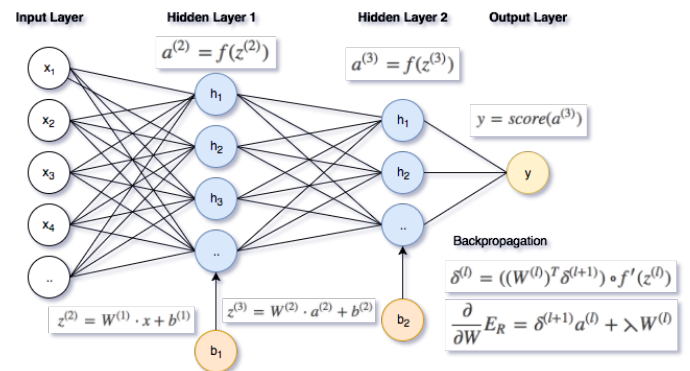 Input Layer
Hidden Layer 1
Hidden Layer 2
Output Layer
a⁽²⁾ = f(z⁽²⁾)
a⁽³⁾ = f(z⁽³⁾)
x₁
x₂
x₃
x₄
..
h₁
h₂
h₃
..
h₁
h₂
..
y = score(a⁽³⁾)
y
z⁽²⁾ = W⁽¹⁾ · x + b⁽¹⁾
z⁽³⁾ = W⁽²⁾ · a⁽²⁾ + b⁽²⁾
b₁
b₂
Backpropagation
δ⁽ˡ⁾ = ((W⁽ˡ⁾)ᵀ δ⁽ˡ⁺¹⁾) ∘ f′(z⁽ˡ⁾)
∂/∂W E_R = δ⁽ˡ⁺¹⁾ a⁽ˡ⁾ + λW⁽ˡ⁾